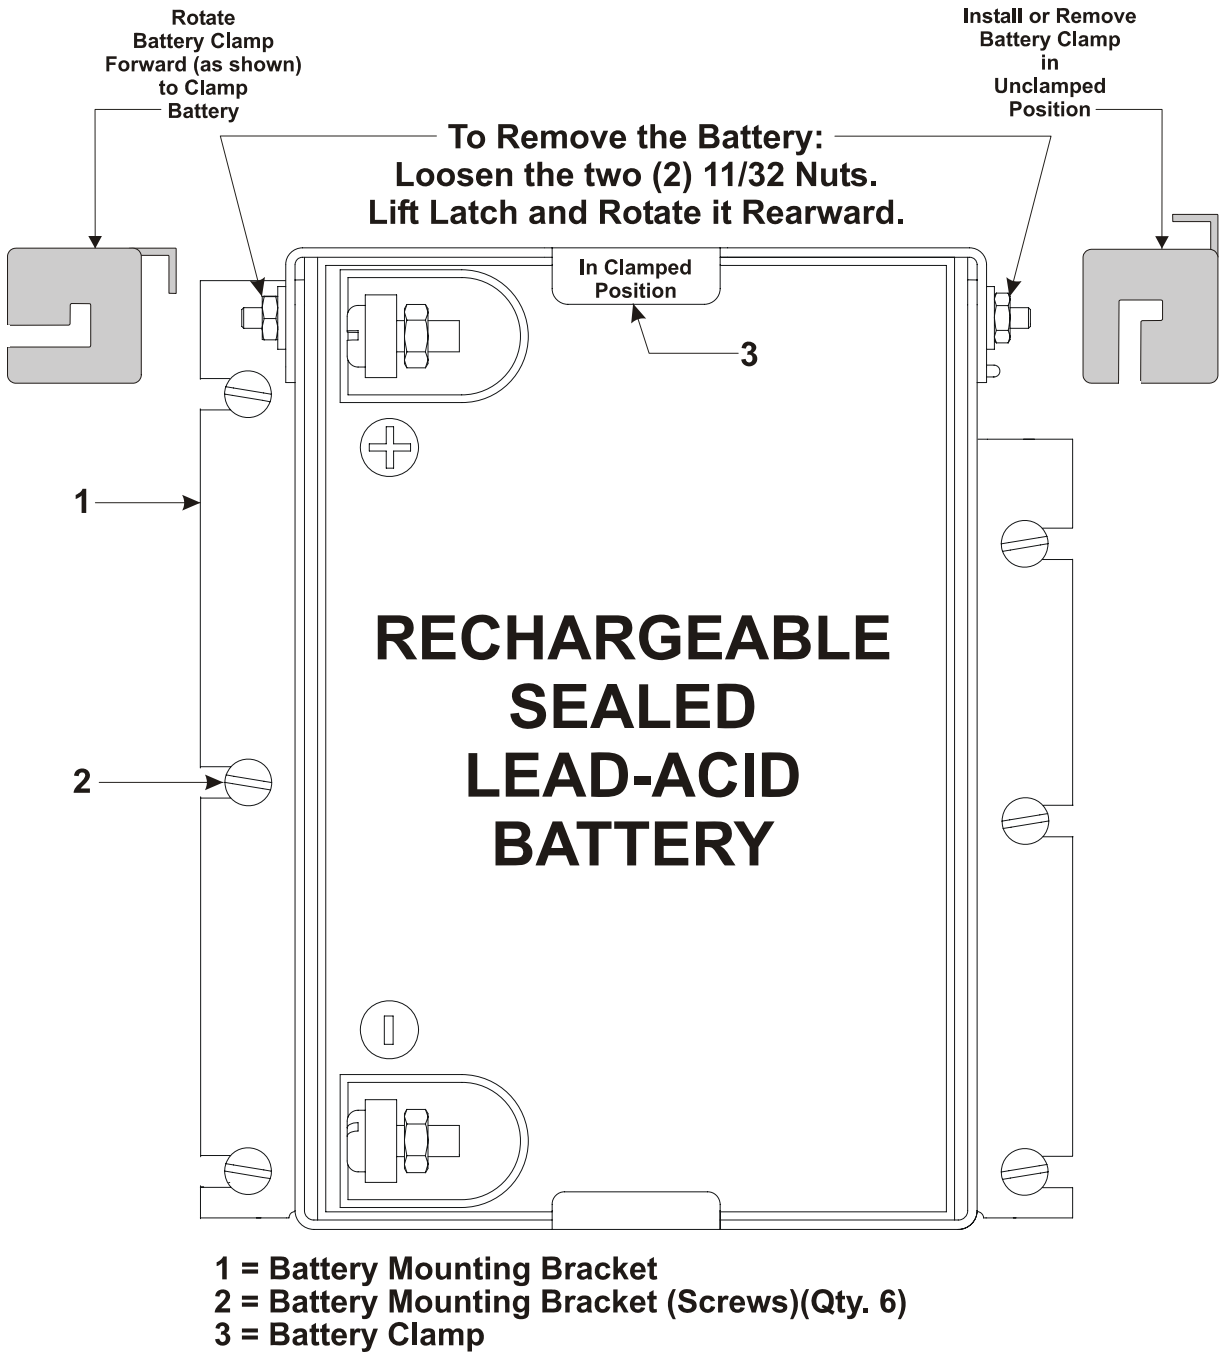 Rotate
Battery Clamp
Forward (as shown)
to Clamp
Battery
Install or Remove
Battery Clamp
in
Unclamped
Position
To Remove the Battery:
Loosen the two (2) 11/32 Nuts.
Lift Latch and Rotate it Rearward.
In Clamped
Position
3
1
2
RECHARGEABLE
SEALED
LEAD-ACID
BATTERY
1 = Battery Mounting Bracket
2 = Battery Mounting Bracket (Screws)(Qty. 6)
3 = Battery Clamp